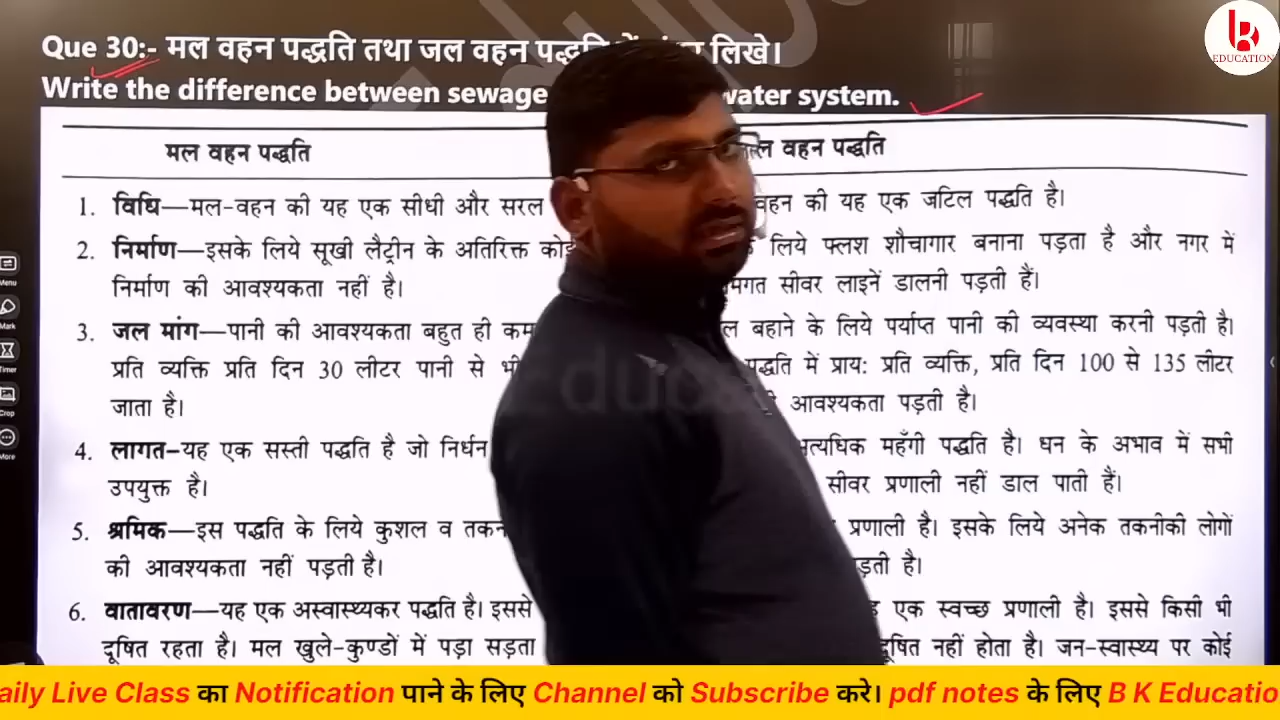 Que 30:- मल वहन पद्धति तथा जल वहन लिखे।
Write the difference between sewage water system.
EDUCATION
मल वहन पद्धति
वहन पद्धति
1. विधि—मल-वहन की यह एक सीधी और सरल
वहन की यह एक जटिल पद्धति है।
2. निर्माण—इसके लिये सूखी लैट्रीन के अतिरिक्त
निर्माण की आवश्यकता नहीं है।
लिये फ्लश शौचागार बनाना पड़ता है और नगर में
सीवर लाइनें डालनी पड़ती हैं।
3. जल मांग—पानी की आवश्यकता बहुत ही कम
प्रति व्यक्ति प्रति दिन 30 लीटर पानी से
जाता है।
बहाने के लिये पर्याप्त पानी की व्यवस्था करनी पड़ती है।
पद्धति में प्राय: प्रति व्यक्ति, प्रति दिन 100 से 135 लीटर
आवश्यकता पड़ती है।
4. लागत—यह एक सस्ती पद्धति है जो निर्धन
उपयुक्त है।
महँगी पद्धति है। धन के अभाव में सभी
सीवर प्रणाली नहीं डाल पाती हैं।
5. श्रमिक—इस पद्धति के लिये कुशल व
की आवश्यकता नहीं पड़ती है।
प्रणाली है। इसके लिये अनेक तकनीकी लोगों
है।
6. वातावरण—यह एक अस्वास्थ्यकर पद्धति है। इससे
दूषित रहता है। मल खुले-कुण्डों में पड़ा सड़ता
एक स्वच्छ प्रणाली है। इससे किसी भी
दूषित नहीं होता है। जन-स्वास्थ्य पर कोई
Menu
Mark
Timer
Crop
More
Live Class का Notification पाने के लिए Channel को Subscribe करे। pdf notes के लिए B K